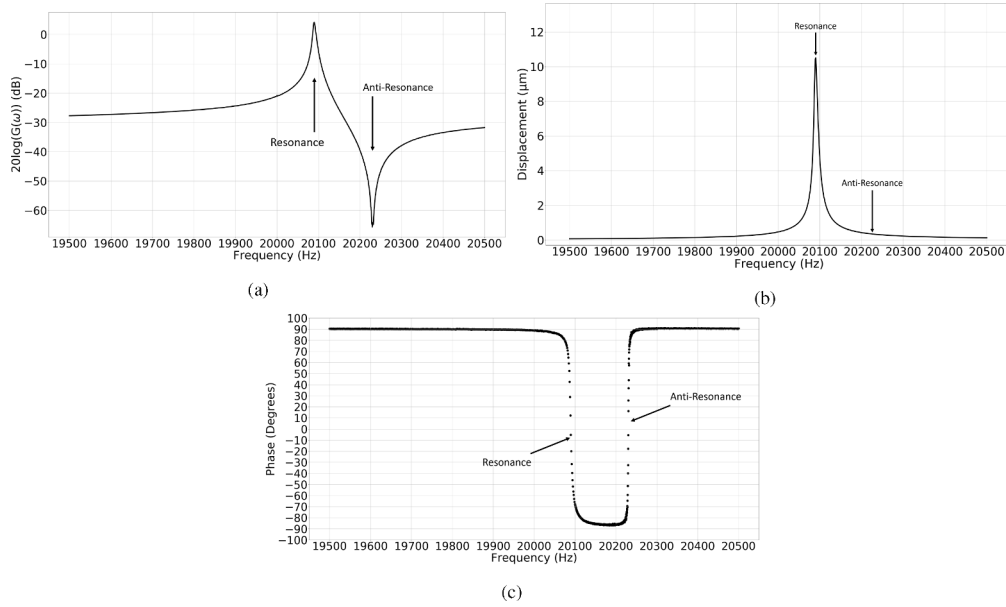 0
−10
−20
−30
−40
−50
−60
20log(G(ω)) (dB)
Resonance
Anti-Resonance
19500 19600 19700 19800 19900 20000 20100 20200 20300 20400 20500
Frequency (Hz)
(a)
12
10
8
6
4
2
0
Displacement (μm)
Resonance
Anti-Resonance
19500 19600 19700 19800 19900 20000 20100 20200 20300 20400 20500
Frequency (Hz)
(b)
100
90
80
70
60
50
40
30
20
10
0
−10
−20
−30
−40
−50
−60
−70
−80
−90
−100
Phase (Degrees)
Anti-Resonance
Resonance
19500 19600 19700 19800 19900 20000 20100 20200 20300 20400 20500
Frequency (Hz)
(c)